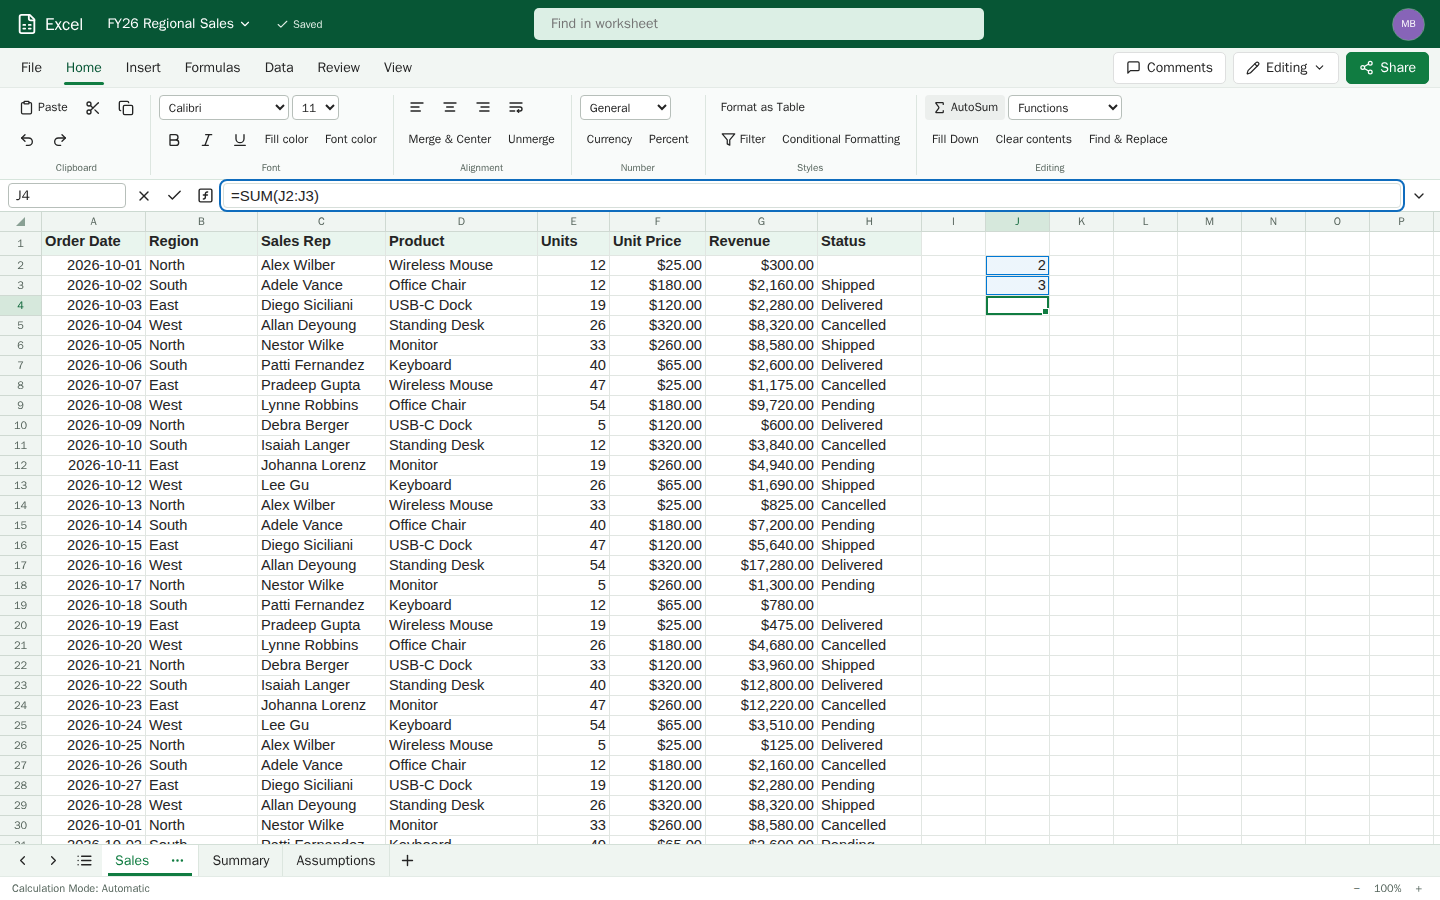 Excel FY26 Regional Sales Saved Find in worksheet MB
File Home Insert Formulas Data Review View Comments Editing Share
Paste Calibri 11 General Format as Table AutoSum Functions
B I U Fill color Font color Merge & Center Unmerge Currency Percent Filter Conditional Formatting Fill Down Clear contents Find & Replace
Clipboard Font Alignment Number Styles Editing
J4 =SUM(J2:J3)
A B C D E F G H I J K L M N O P
1 Order Date Region Sales Rep Product Units Unit Price Revenue Status
2 2026-10-01 North Alex Wilber Wireless Mouse 12 $25.00 $300.00 2
3 2026-10-02 South Adele Vance Office Chair 12 $180.00 $2,160.00 Shipped 3
4 2026-10-03 East Diego Siciliani USB-C Dock 19 $120.00 $2,280.00 Delivered
5 2026-10-04 West Allan Deyoung Standing Desk 26 $320.00 $8,320.00 Cancelled
6 2026-10-05 North Nestor Wilke Monitor 33 $260.00 $8,580.00 Shipped
7 2026-10-06 South Patti Fernandez Keyboard 40 $65.00 $2,600.00 Delivered
8 2026-10-07 East Pradeep Gupta Wireless Mouse 47 $25.00 $1,175.00 Cancelled
9 2026-10-08 West Lynne Robbins Office Chair 54 $180.00 $9,720.00 Pending
10 2026-10-09 North Debra Berger USB-C Dock 5 $120.00 $600.00 Delivered
11 2026-10-10 South Isaiah Langer Standing Desk 12 $320.00 $3,840.00 Cancelled
12 2026-10-11 East Johanna Lorenz Monitor 19 $260.00 $4,940.00 Pending
13 2026-10-12 West Lee Gu Keyboard 26 $65.00 $1,690.00 Shipped
14 2026-10-13 North Alex Wilber Wireless Mouse 33 $25.00 $825.00 Cancelled
15 2026-10-14 South Adele Vance Office Chair 40 $180.00 $7,200.00 Pending
16 2026-10-15 East Diego Siciliani USB-C Dock 47 $120.00 $5,640.00 Shipped
17 2026-10-16 West Allan Deyoung Standing Desk 54 $320.00 $17,280.00 Delivered
18 2026-10-17 North Nestor Wilke Monitor 5 $260.00 $1,300.00 Pending
19 2026-10-18 South Patti Fernandez Keyboard 12 $65.00 $780.00
20 2026-10-19 East Pradeep Gupta Wireless Mouse 19 $25.00 $475.00 Delivered
21 2026-10-20 West Lynne Robbins Office Chair 26 $180.00 $4,680.00 Cancelled
22 2026-10-21 North Debra Berger USB-C Dock 33 $120.00 $3,960.00 Shipped
23 2026-10-22 South Isaiah Langer Standing Desk 40 $320.00 $12,800.00 Delivered
24 2026-10-23 East Johanna Lorenz Monitor 47 $260.00 $12,220.00 Cancelled
25 2026-10-24 West Lee Gu Keyboard 54 $65.00 $3,510.00 Pending
26 2026-10-25 North Alex Wilber Wireless Mouse 5 $25.00 $125.00 Delivered
27 2026-10-26 South Adele Vance Office Chair 12 $180.00 $2,160.00 Cancelled
28 2026-10-27 East Diego Siciliani USB-C Dock 19 $120.00 $2,280.00 Pending
29 2026-10-28 West Allan Deyoung Standing Desk 26 $320.00 $8,320.00 Shipped
30 2026-10-01 North Nestor Wilke Monitor 33 $260.00 $8,580.00 Cancelled
Sales ... Summary Assumptions
Calculation Mode: Automatic 100%